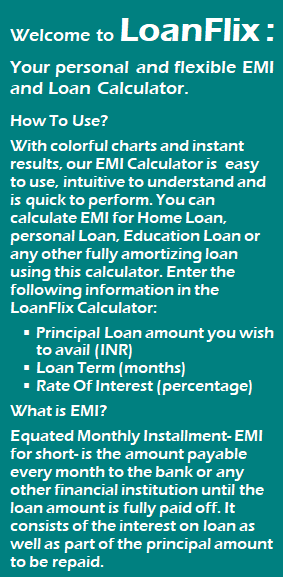 Welcome to LoanFlix :
Your personal and flexible EMI
and Loan Calculator.
How To Use?
With colorful charts and instant
results, our EMI Calculator is easy
to use, intuitive to understand and
is quick to perform. You can
calculate EMI for Home Loan,
personal Loan, Education Loan or
any other fully amortizing loan
using this calculator. Enter the
following information in the
LoanFlix Calculator:
▪ Principal Loan amount you wish
to avail (INR)
▪ Loan Term (months)
▪ Rate Of Interest (percentage)
What is EMI?
Equated Monthly Installment- EMI
for short- is the amount payable
every month to the bank or any
other financial institution until the
loan amount is fully paid off. It
consists of the interest on loan as
well as part of the principal amount
to be repaid.